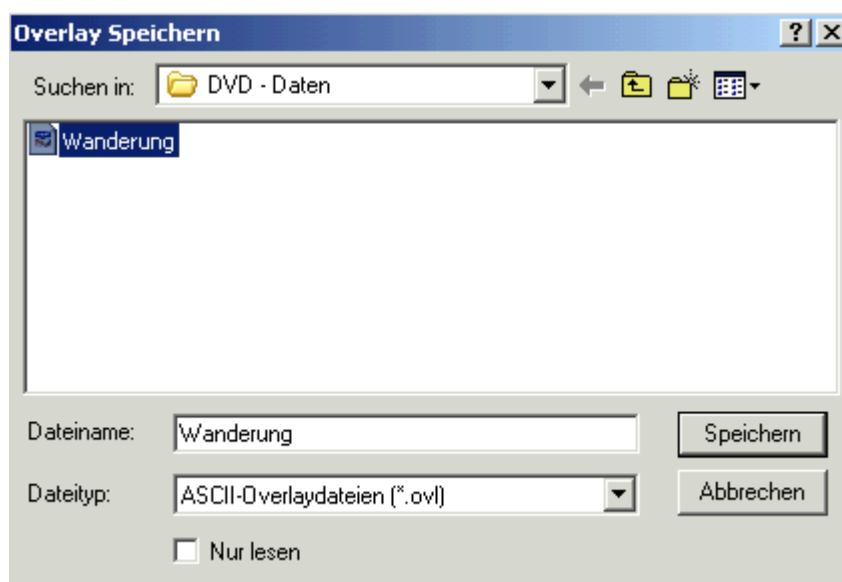 Overlay Speichern
Suchen in: DVD - Daten
Wanderung
Dateiname: Wanderung Speichern
Dateityp: ASCII-Overlaydateien (*.ovl) Abbrechen
Nur lesen